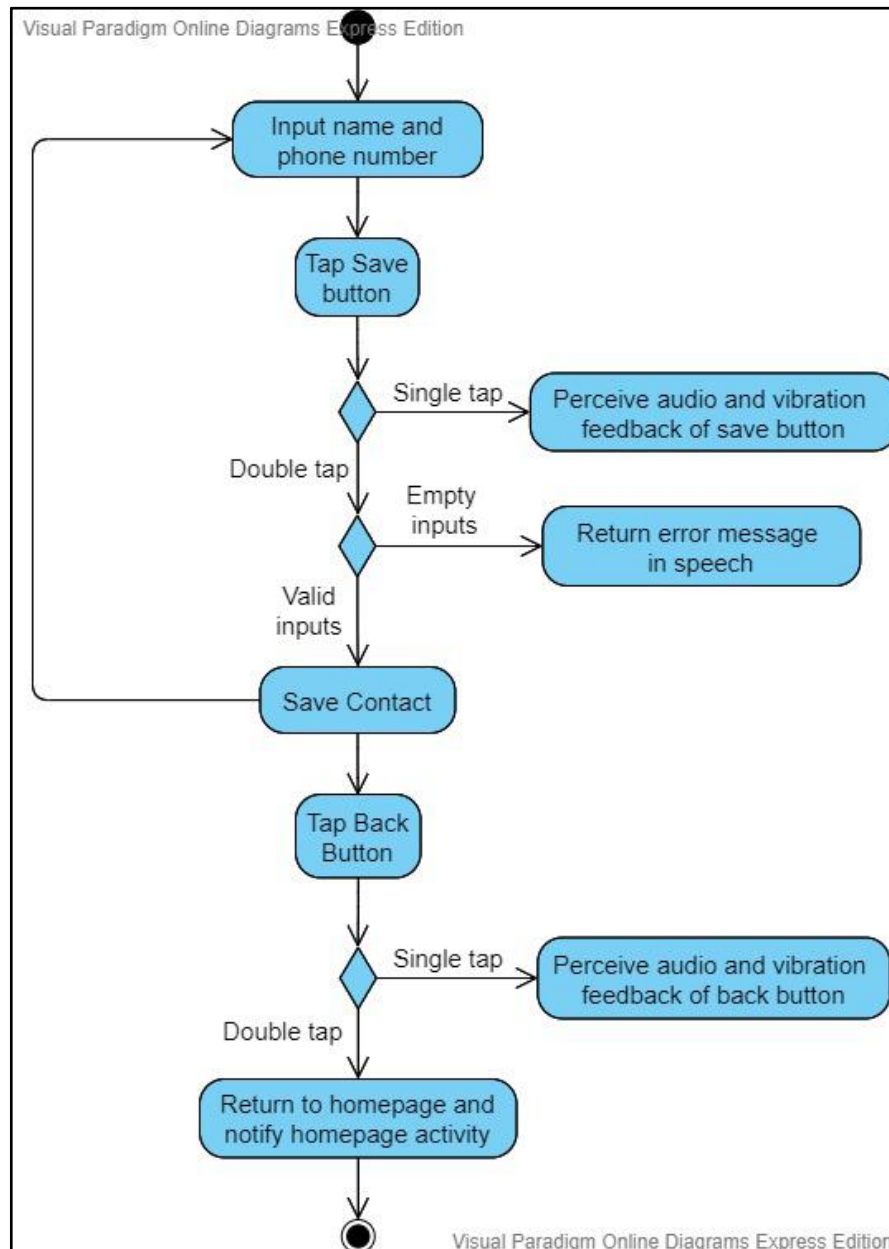 Visual Paradigm Online Diagrams Express Edition
Input name and
phone number
Tap Save
button
Single tap
Perceive audio and vibration
feedback of save button
Double tap
Empty
inputs
Return error message
in speech
Valid
inputs
Save Contact
Tap Back
Button
Single tap
Perceive audio and vibration
feedback of back button
Double tap
Return to homepage and
notify homepage activity
Visual Paradigm Online Diagrams Express Edition